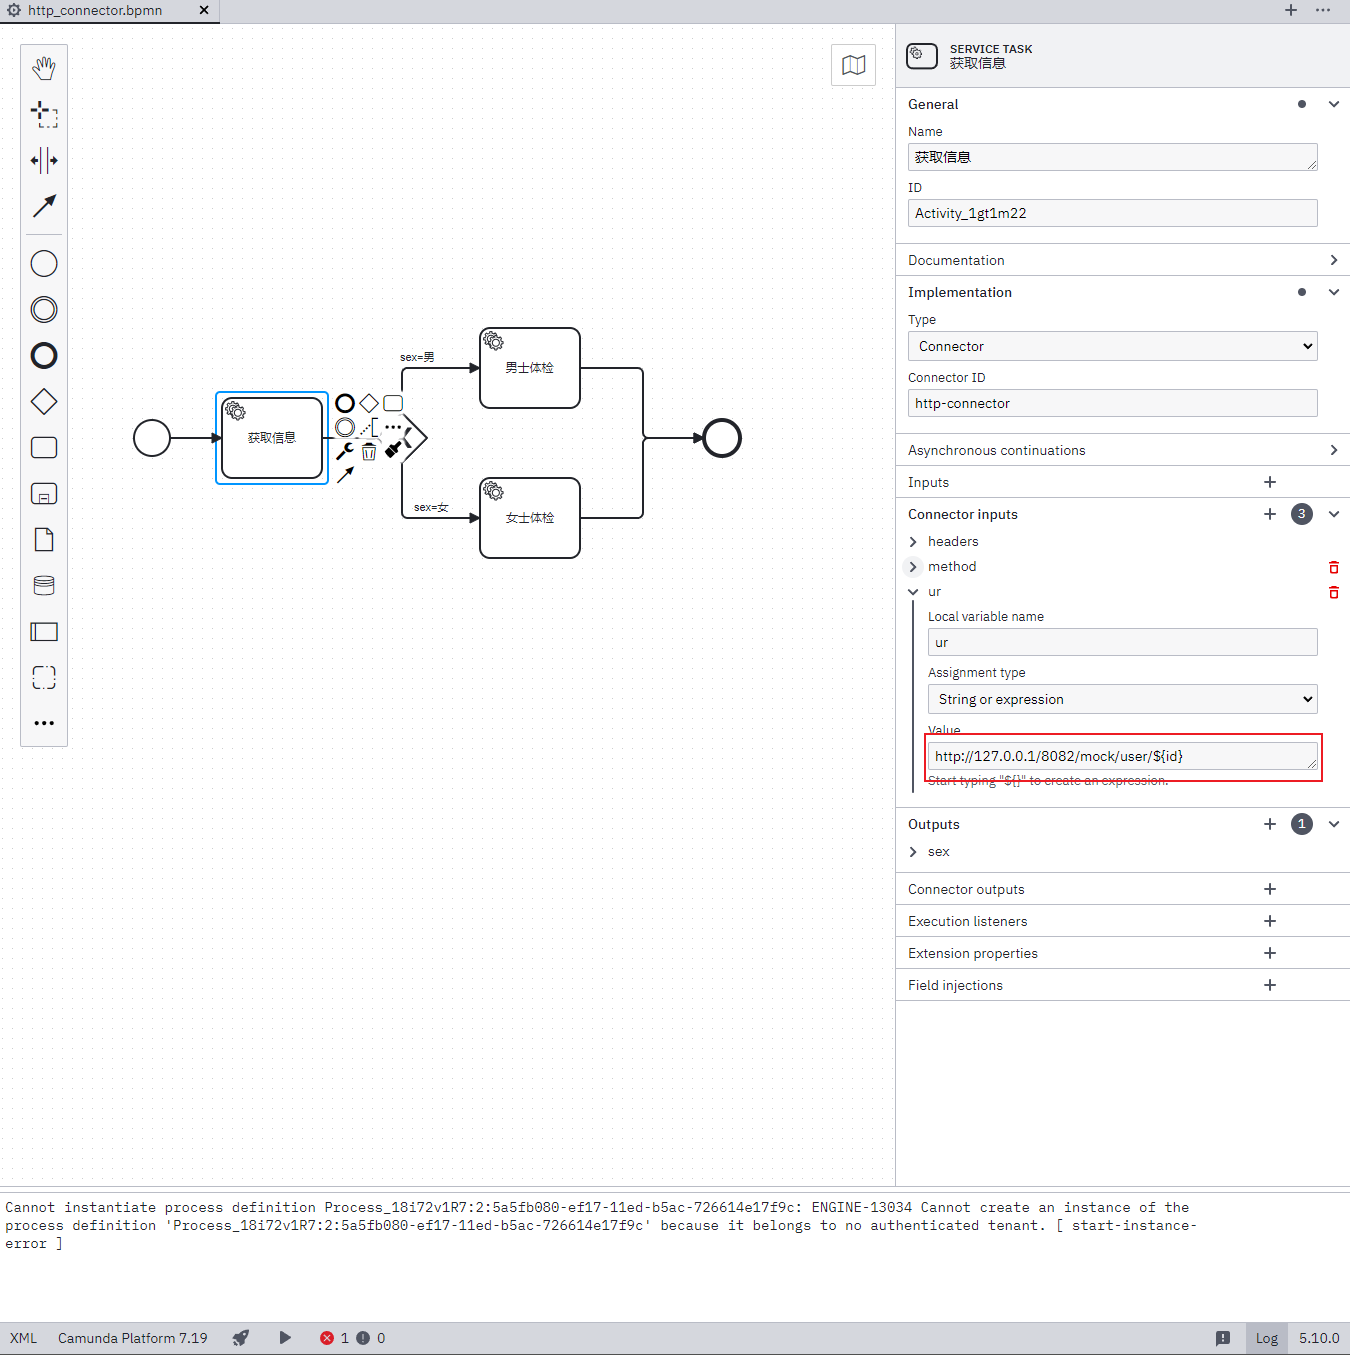 http_connector.bpmn
SERVICE TASK
获取信息
General
Name
获取信息
ID
Activity_1gt1m22
Documentation
Implementation
Type
Connector
Connector ID
http-connector
Asynchronous continuations
Inputs
Connector inputs 3
headers
method
ur
Local variable name
ur
Assignment type
String or expression
Value
http://127.0.0.1/8082/mock/user/${id}
Start typing "${}" to create an expression.
Outputs 1
sex
Connector outputs
Execution listeners
Extension properties
Field injections
sex=男
男士体检
获取信息
sex=女
女士体检
Cannot instantiate process definition Process_18i72v1R7:2:5a5fb080-ef17-11ed-b5ac-726614e17f9c: ENGINE-13034 Cannot create an instance of the
process definition 'Process_18i72v1R7:2:5a5fb080-ef17-11ed-b5ac-726614e17f9c' because it belongs to no authenticated tenant. [ start-instance-
error ]
XML Camunda Platform 7.19 1 0 Log 5.10.0